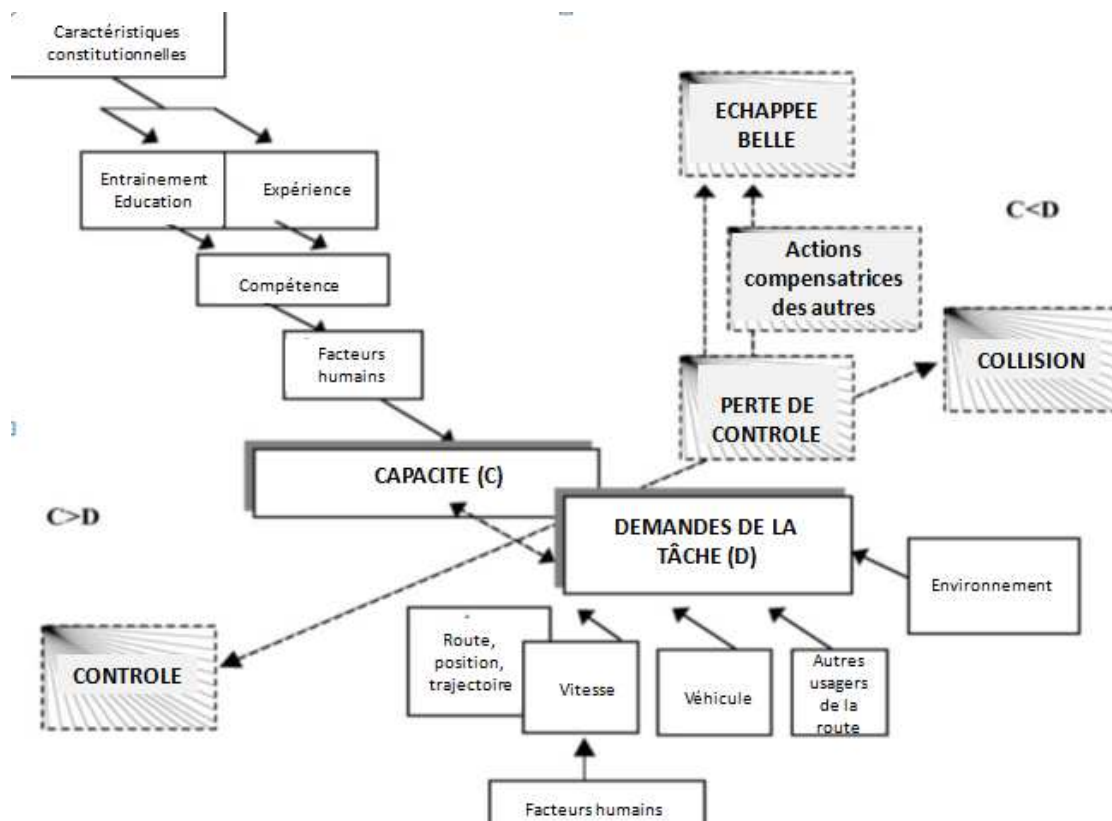 Caractéristiques
constitutionnelles
Entrainement
Education
Expérience
Compétence
Facteurs
humains
CAPACITE (C)
C>D
CONTROLE
ECHAPPEE
BELLE
C<D
Actions
compensatrices
des autres
COLLISION
PERTE DE
CONTROLE
DEMANDES DE LA
TÂCHE (D)
Environnement
Route,
position,
trajectoire
Vitesse
Véhicule
Autres
usagers
de la
route
Facteurs humains